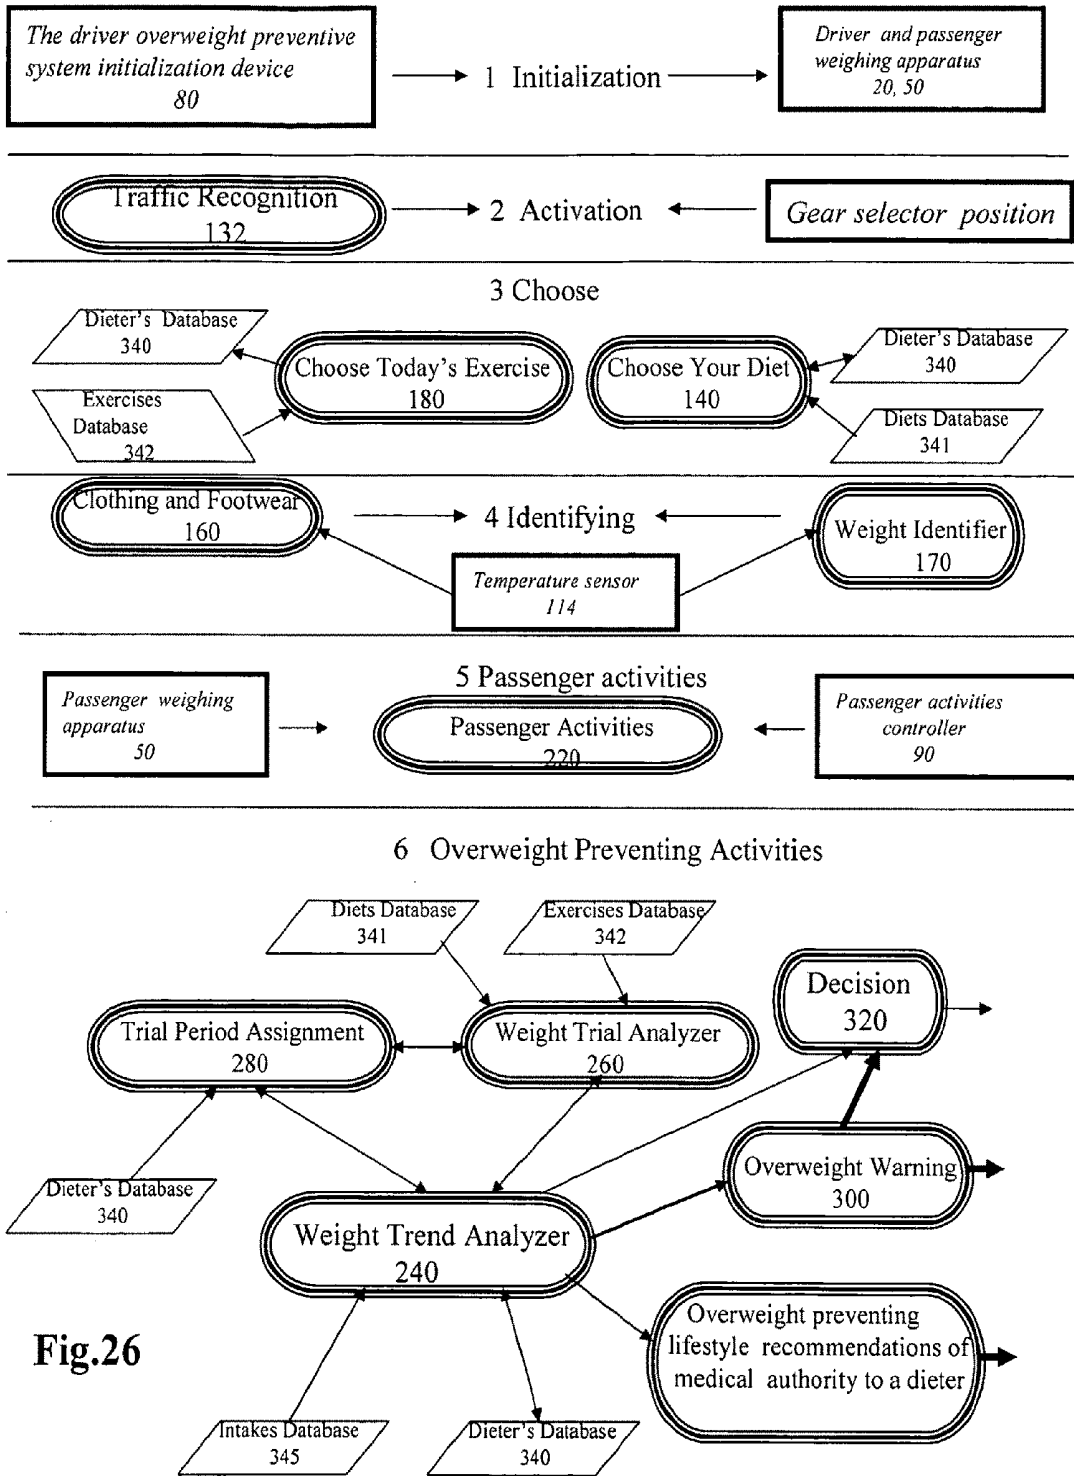 The driver overweight preventive
system initialization device
80
1 Initialization
Driver and passenger
weighing apparatus
20, 50
Traffic Recognition
132
2 Activation
Gear selector position
3 Choose
Dieter's Database
340
Exercises
Database
342
Choose Today's Exercise
180
Choose Your Diet
140
Dieter's Database
340
Diets Database
341
Clothing and Footwear
160
4 Identifying
Weight Identifier
170
Temperature sensor
114
5 Passenger activities
Passenger weighing
apparatus
50
Passenger Activities
220
Passenger activities
controller
90
6 Overweight Preventing Activities
Diets Database
341
Exercises Database
342
Decision
320
Trial Period Assignment
280
Weight Trial Analyzer
260
Overweight Warning
300
Dieter's Database
340
Weight Trend Analyzer
240
Overweight preventing
lifestyle recommendations of
medical authority to a dieter
Fig.26
Intakes Database
345
Dieter's Database
340